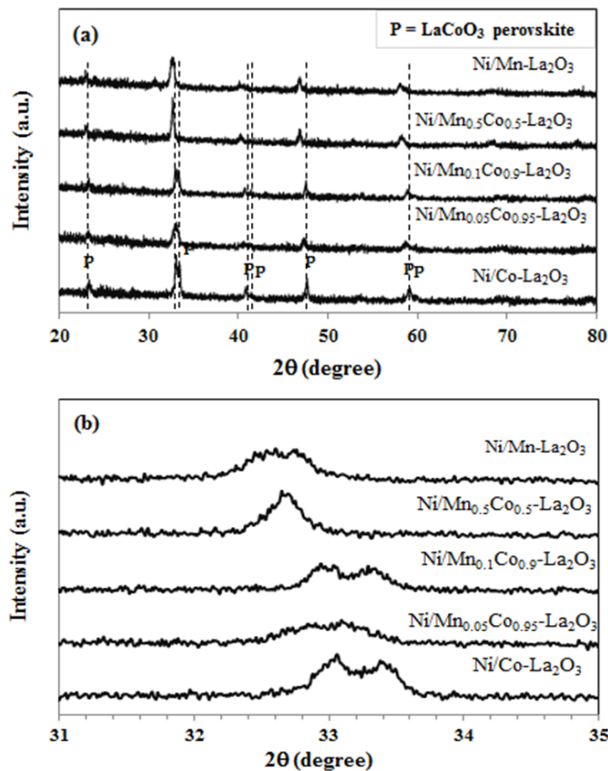 (a)
P = LaCoO₃ perovskite
Ni/Mn-La₂O₃
Ni/Mn₀.₅Co₀.₅-La₂O₃
Ni/Mn₀.₁Co₀.₉-La₂O₃
Ni/Mn₀.₀₅Co₀.₉₅-La₂O₃
P P P P P P P
Ni/Co-La₂O₃
Intensity (a.u.)
20 30 40 50 60 70 80
2θ (degree)
(b)
Ni/Mn-La₂O₃
Ni/Mn₀.₅Co₀.₅-La₂O₃
Ni/Mn₀.₁Co₀.₉-La₂O₃
Ni/Mn₀.₀₅Co₀.₉₅-La₂O₃
Ni/Co-La₂O₃
Intensity (a.u.)
31 32 33 34 35
2θ (degree)